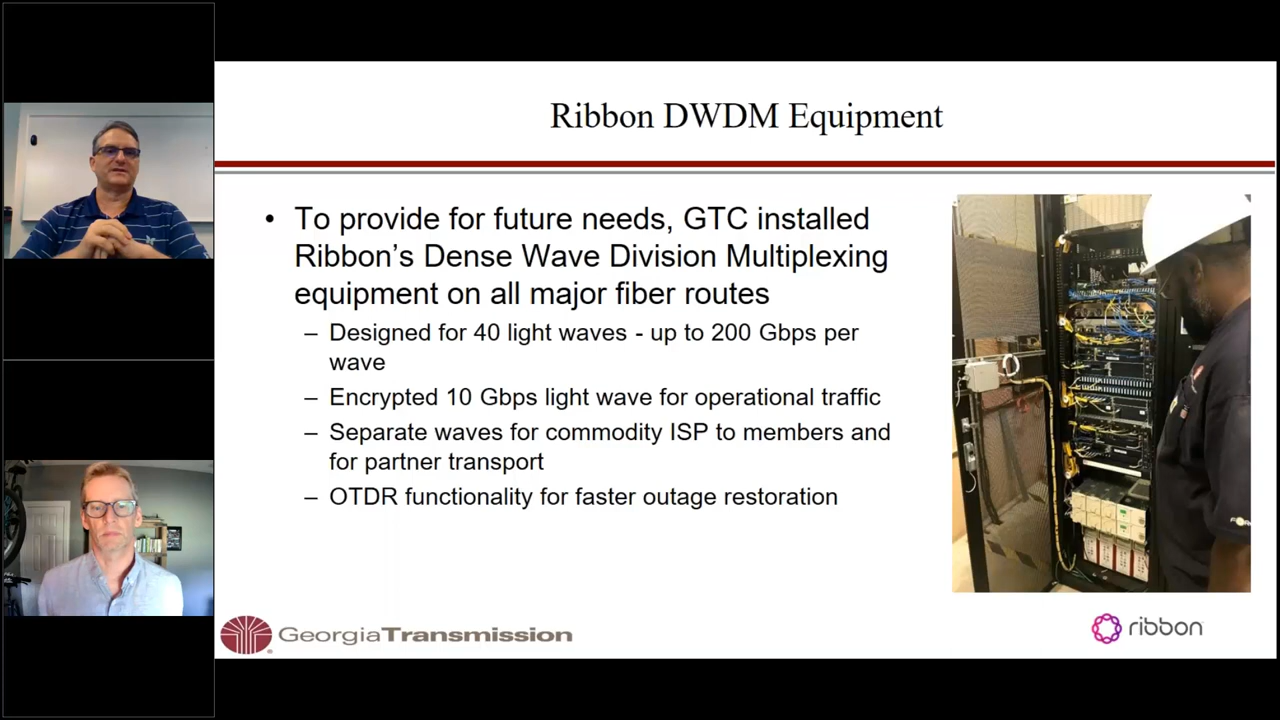 Ribbon DWDM Equipment
• To provide for future needs, GTC installed
Ribbon's Dense Wave Division Multiplexing
equipment on all major fiber routes
– Designed for 40 light waves - up to 200 Gbps per
wave
– Encrypted 10 Gbps light wave for operational traffic
– Separate waves for commodity ISP to members and
for partner transport
– OTDR functionality for faster outage restoration
GeorgiaTransmission
ribbon